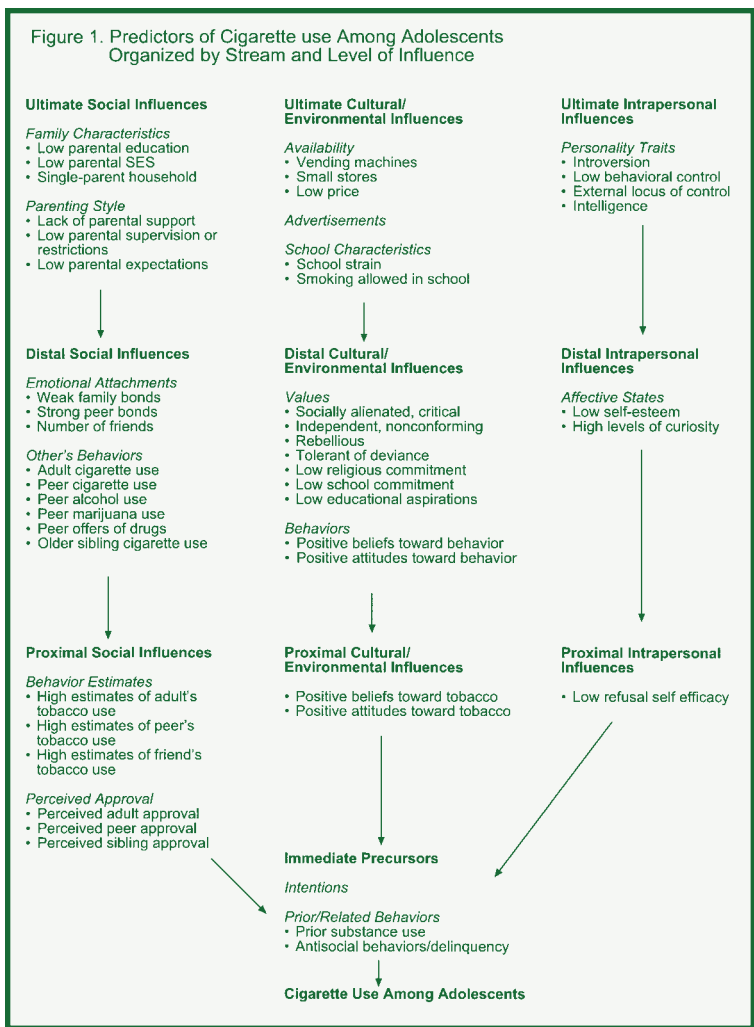 Figure 1. Predictors of Cigarette use Among Adolescents
Organized by Stream and Level of Influence
Ultimate Social Influences
Family Characteristics
• Low parental education
• Low parental SES
• Single-parent household
Parenting Style
• Lack of parental support
• Low parental supervision or
restrictions
• Low parental expectations
Distal Social Influences
Emotional Attachments
• Weak family bonds
• Strong peer bonds
• Number of friends
Other's Behaviors
• Adult cigarette use
• Peer cigarette use
• Peer alcohol use
• Peer marijuana use
• Peer offers of drugs
• Older sibling cigarette use
Proximal Social Influences
Behavior Estimates
• High estimates of adult's
tobacco use
• High estimates of peer's
tobacco use
• High estimates of friend's
tobacco use
Perceived Approval
• Perceived adult approval
• Perceived peer approval
• Perceived sibling approval
Ultimate Cultural/
Environmental Influences
Availability
• Vending machines
• Small stores
• Low price
Advertisements
School Characteristics
• School strain
• Smoking allowed in school
Distal Cultural/
Environmental Influences
Values
• Socially alienated, critical
• Independent, nonconforming
• Rebellious
• Tolerant of deviance
• Low religious commitment
• Low school commitment
• Low educational aspirations
Behaviors
• Positive beliefs toward behavior
• Positive attitudes toward behavior
Proximal Cultural/
Environmental Influences
• Positive beliefs toward tobacco
• Positive attitudes toward tobacco
Ultimate Intrapersonal
Influences
Personality Traits
• Introversion
• Low behavioral control
• External locus of control
• Intelligence
Distal Intrapersonal
Influences
Affective States
• Low self-esteem
• High levels of curiosity
Proximal Intrapersonal
Influences
• Low refusal self efficacy
Immediate Precursors
Intentions
Prior/Related Behaviors
• Prior substance use
• Antisocial behaviors/delinquency
Cigarette Use Among Adolescents